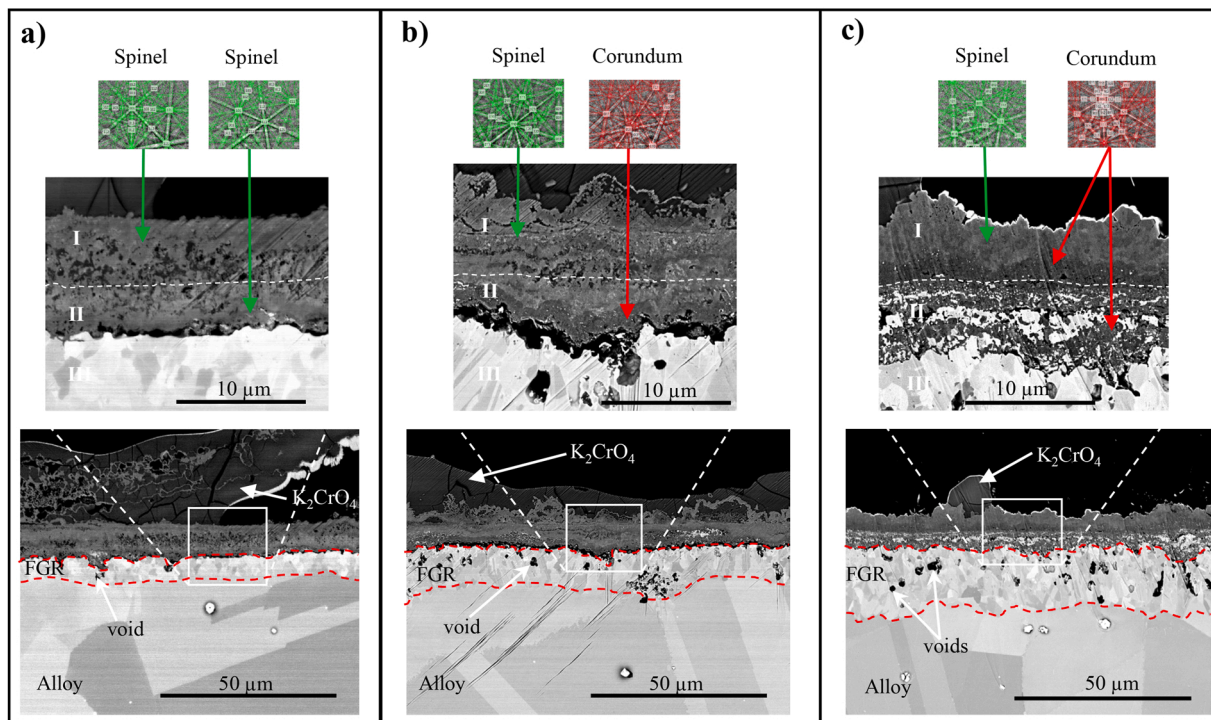 a)
Spinel Spinel
I
II
III
10 µm
K₂CrO₄
FGR
void
Alloy
50 µm
b)
Spinel Corundum
I
II
III
10 µm
K₂CrO₄
FGR
void
Alloy
50 µm
c)
Spinel Corundum
I
II
III
10 µm
K₂CrO₄
FGR
voids
Alloy
50 µm